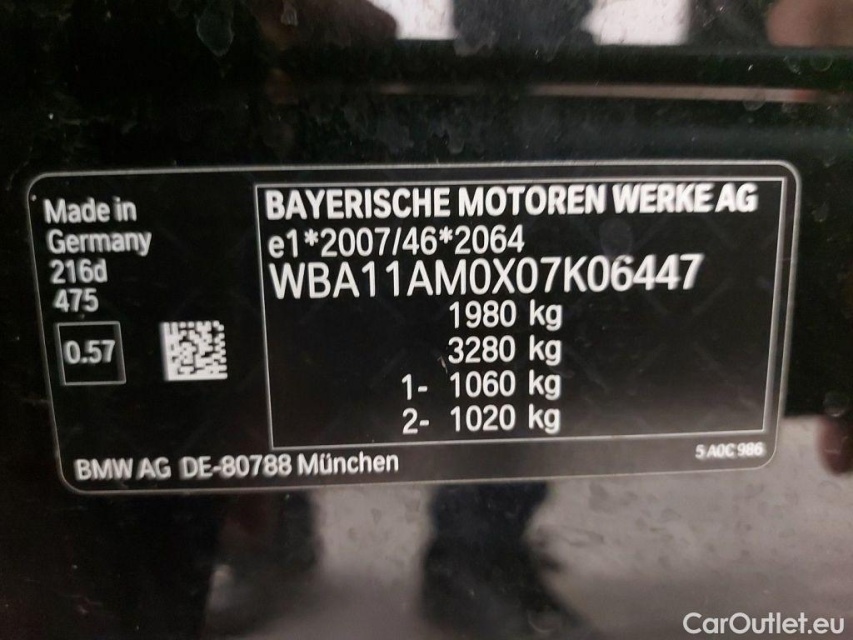 Made in
Germany
216d
475
0.57
BAYERISCHE MOTOREN WERKE AG
e1*2007/46*2064
WBA11AM0X07K06447
1980 kg
3280 kg
1- 1060 kg
2- 1020 kg
BMW AG DE-80788 München
5 A0C 986
CarOutlet.eu